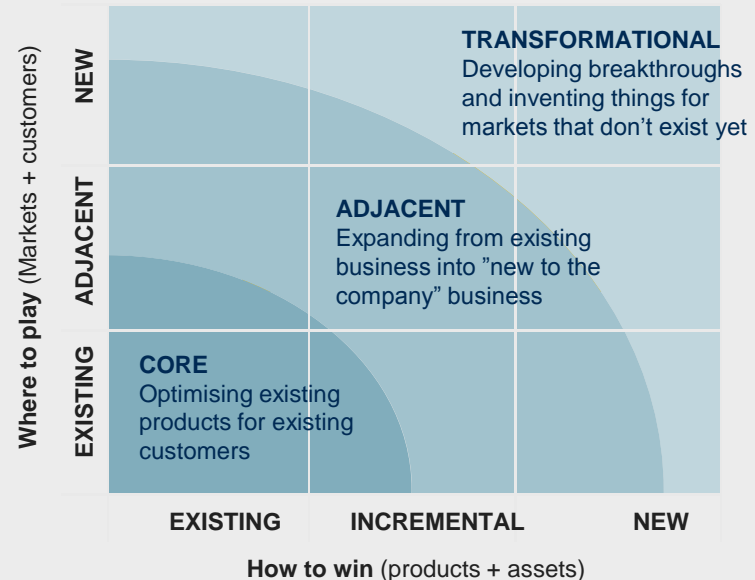 Where to play (Markets + customers)
NEW
ADJACENT
EXISTING
TRANSFORMATIONAL
Developing breakthroughs
and inventing things for
markets that don’t exist yet
ADJACENT
Expanding from existing
business into ”new to the
company” business
CORE
Optimising existing
products for existing
customers
EXISTING
INCREMENTAL
NEW
How to win (products + assets)